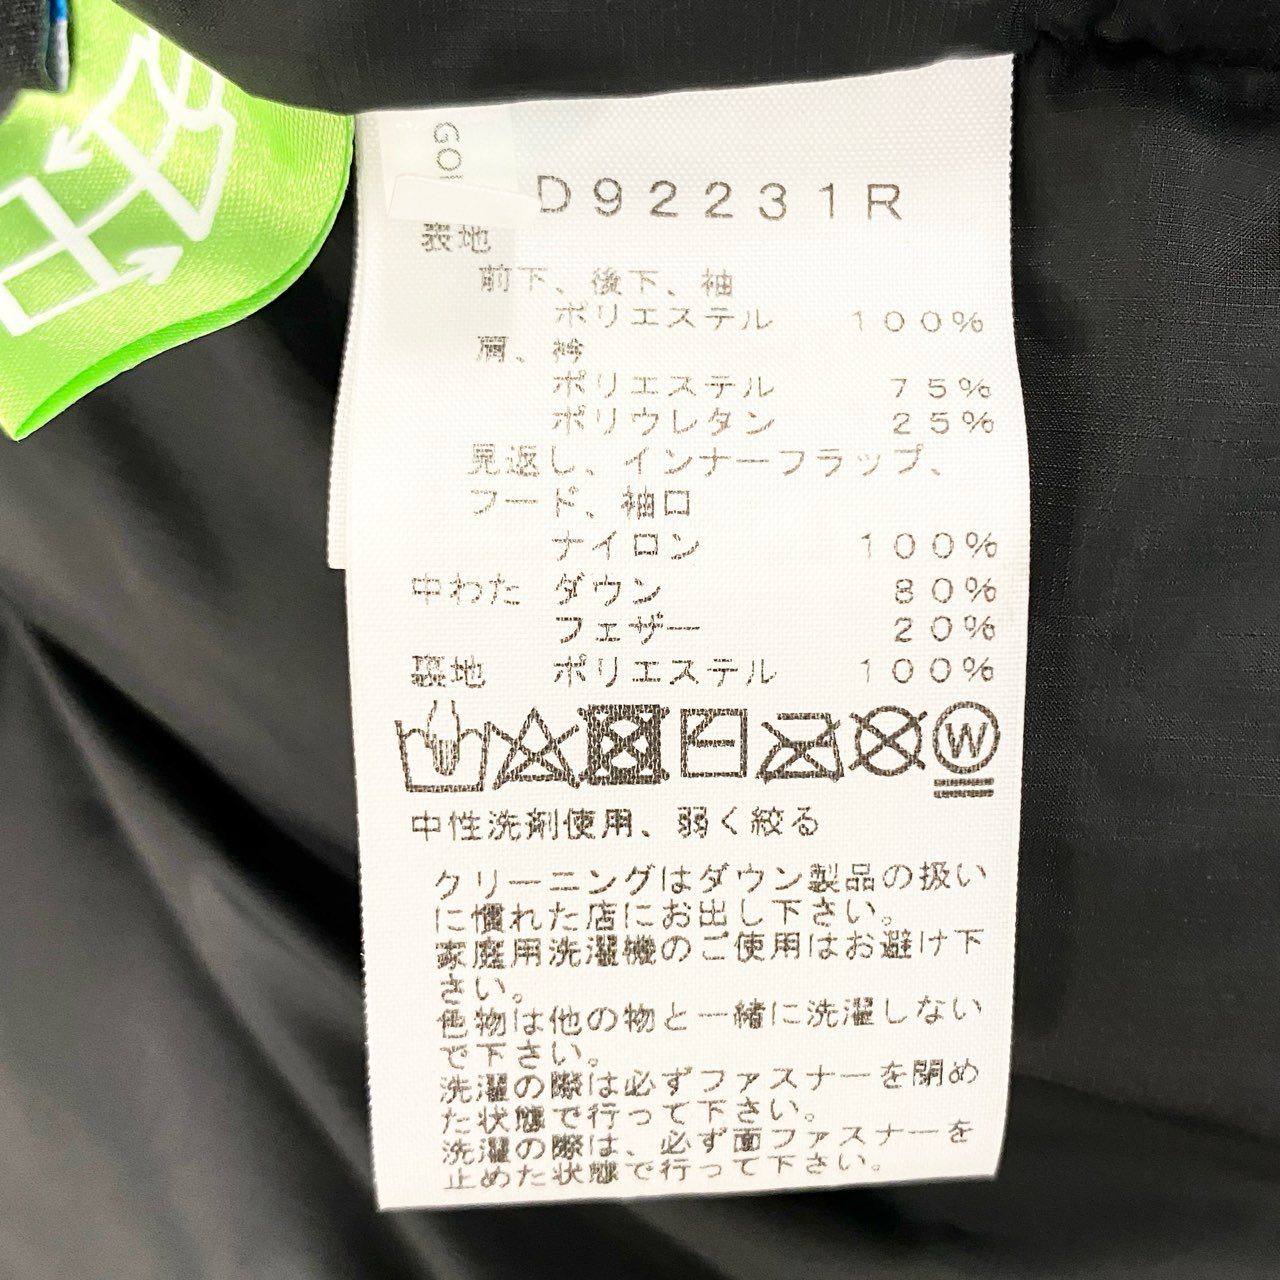 D92231R
表地
前下、後下、袖
ポリエステル 100%
肩、衿
ポリエステル 75%
ポリウレタン 25%
見返し、インナーフラップ、
フード、袖口
ナイロン 100%
中わた ダウン 80%
フェザー 20%
裏地 ポリエステル 100%
W
中性洗剤使用、弱く絞る
クリーニングはダウン製品の扱い
に慣れた店にお出し下さい。
家庭用洗濯機のご使用はお避け下
さい。
色物は他の物と一緒に洗濯しない
で下さい。
洗濯の際は必ずファスナーを閉め
た状態で行って下さい。
洗濯の際は、必ず面ファスナーを
止めた状態で行って下さい。